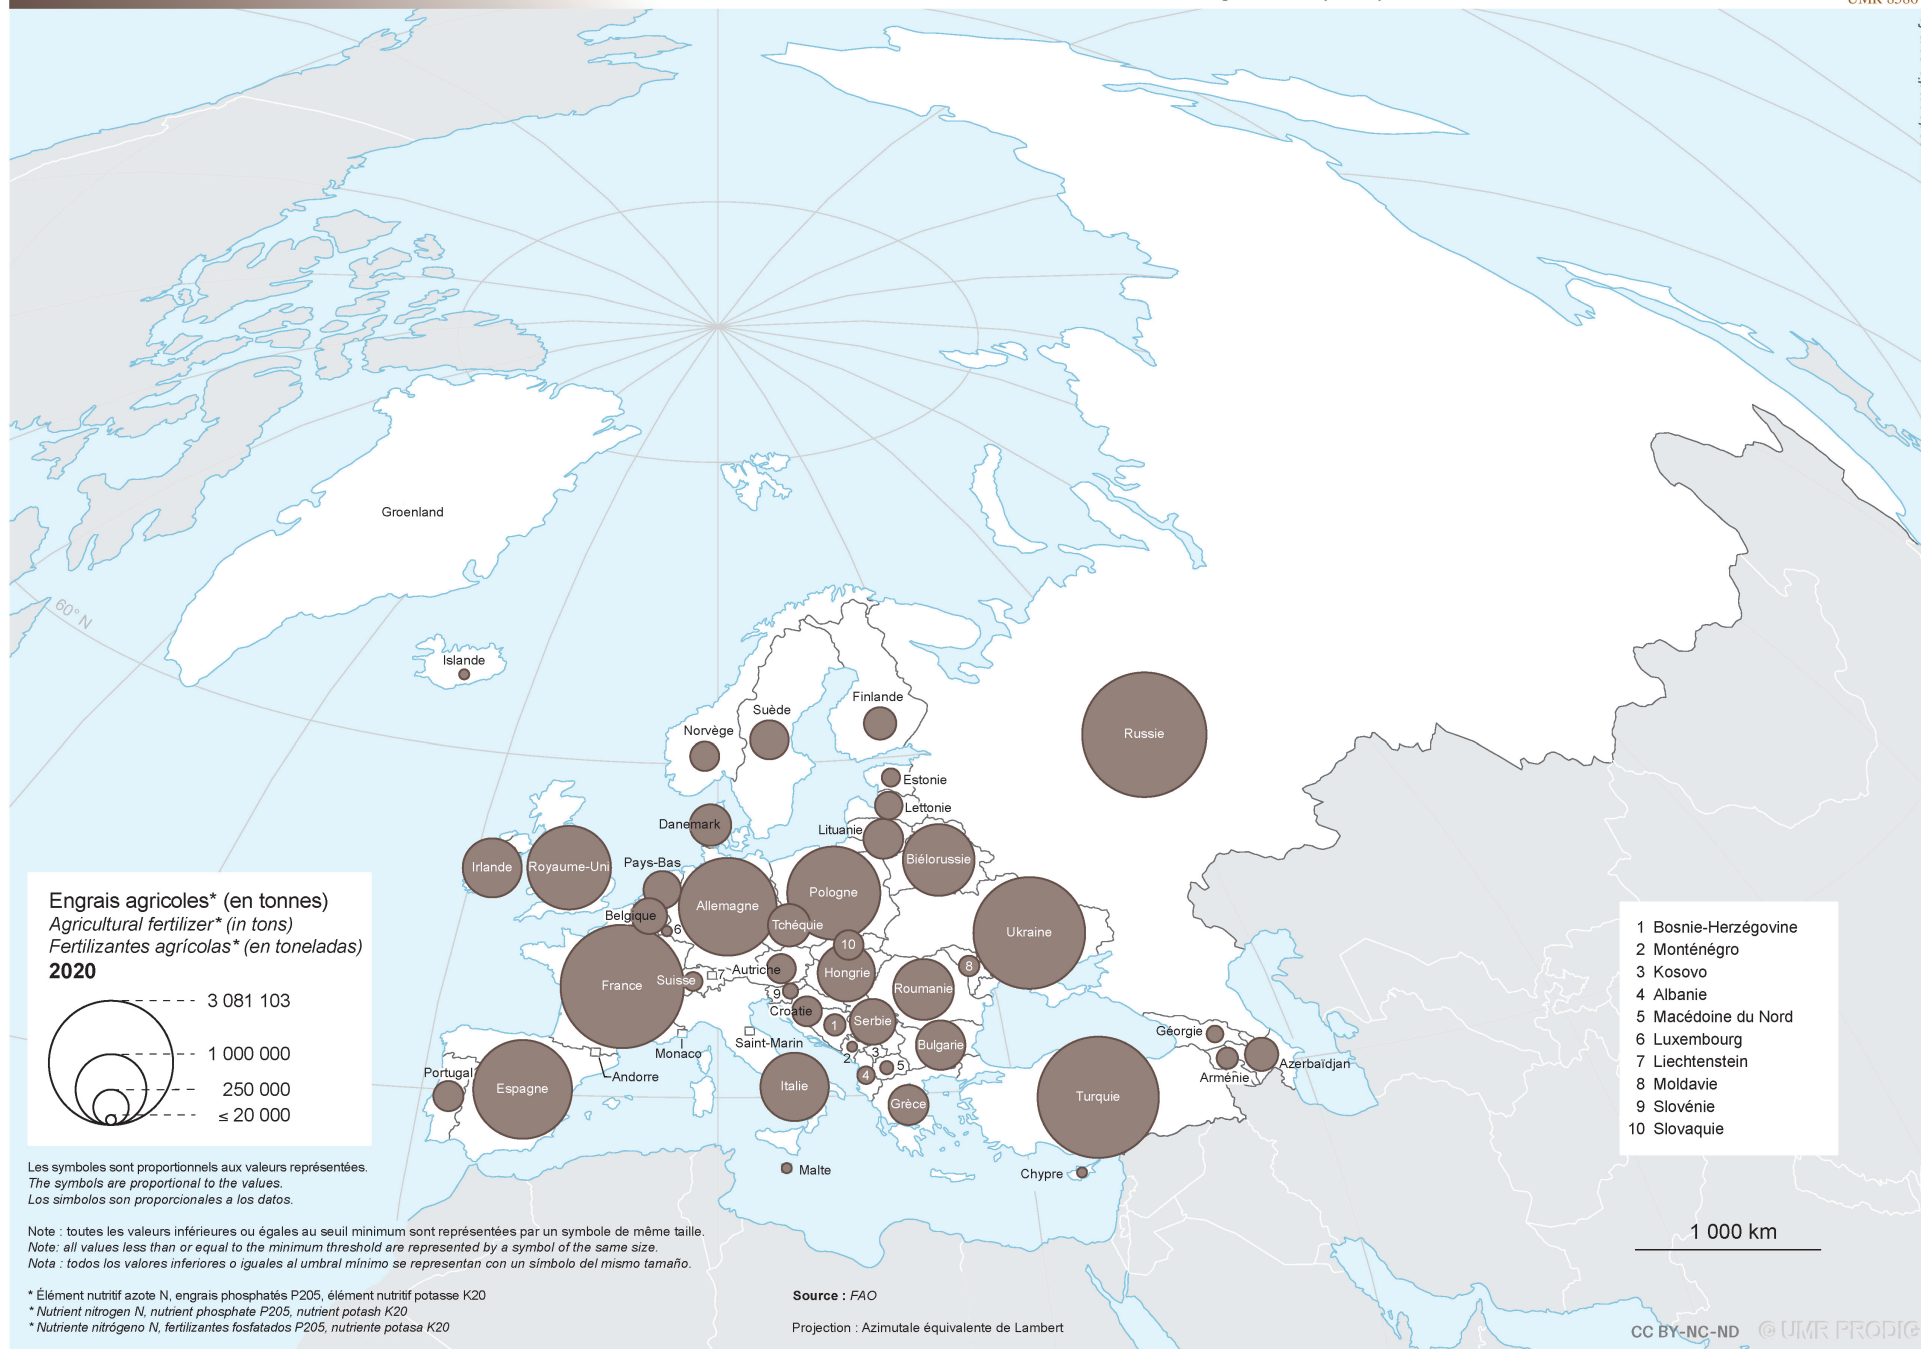 UMR 8586
Groenland
60° N
Islande
Finlande
Suède
Norvège
Russie
Estonie
Lettonie
Danemark
Lituanie
Biélorussie
Irlande
Royaume-Uni
Pays-Bas
Pologne
Allemagne
Belgique
Tchéquie
Ukraine
6
10
France
Suisse
7
Autriche
Hongrie
8
Roumanie
9
Croatie
1
Serbie
Bulgarie
Monaco
Saint-Marin
2
3
4
5
Andorre
Portugal
Espagne
Italie
Grèce
Turquie
Géorgie
Arménie
Azerbaïdjan
Malte
Chypre
Engrais agricoles* (en tonnes)
Agricultural fertilizer* (in tons)
Fertilizantes agrícolas* (en toneladas)
2020
3 081 103
1 000 000
250 000
≤ 20 000
1 Bosnie-Herzégovine
2 Monténégro
3 Kosovo
4 Albanie
5 Macédoine du Nord
6 Luxembourg
7 Liechtenstein
8 Moldavie
9 Slovénie
10 Slovaquie
Les symboles sont proportionnels aux valeurs représentées.
The symbols are proportional to the values.
Los simbolos son proporcionales a los datos.
Note : toutes les valeurs inférieures ou égales au seuil minimum sont représentées par un symbole de même taille.
Note: all values less than or equal to the minimum threshold are represented by a symbol of the same size.
Nota : todos los valores inferiores o iguales al umbral mínimo se representan con un símbolo del mismo tamaño.
* Élément nutritif azote N, engrais phosphatés P205, élément nutritif potasse K20
* Nutrient nitrogen N, nutrient phosphate P205, nutrient potash K20
* Nutriente nitrógeno N, fertilizantes fosfatados P205, nutriente potasa K20
Source : FAO
Projection : Azimutale équivalente de Lambert
1 000 km
CC BY-NC-ND © UMR PRODIG